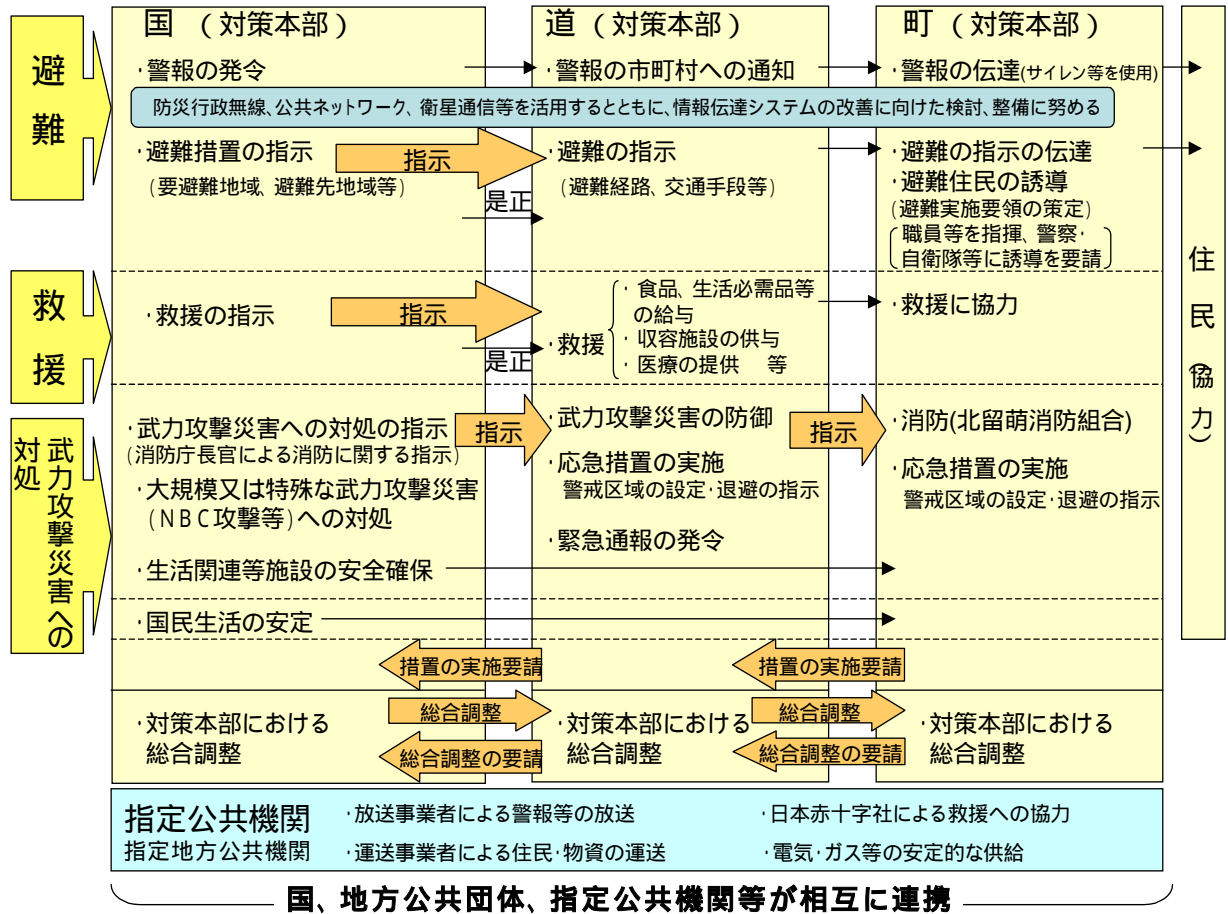 国 (対策本部)
道 (対策本部)
町 (対策本部)
避難
・警報の発令
・警報の市町村への通知
・警報の伝達(サイレン等を使用)
防災行政無線、公共ネットワーク、衛星通信等を活用するとともに、情報伝達システムの改善に向けた検討、整備に努める
・避難措置の指示
(要避難地域、避難先地域等)
指示
是正
・避難の指示
(避難経路、交通手段等)
・避難の指示の伝達
・避難住民の誘導
(避難実施要領の策定)
職員等を指揮、警察・
自衛隊等に誘導を要請
住民(協力)
救援
・救援の指示
指示
是正
・救援
・食品、生活必需品等
の給与
・収容施設の供与
・医療の提供 等
・救援に協力
武力攻撃災害への
対処
・武力攻撃災害への対処の指示
(消防庁長官による消防に関する指示)
指示
・武力攻撃災害の防御
指示
・消防(北留萌消防組合)
・大規模又は特殊な武力攻撃災害
(NBC攻撃等)への対処
・応急措置の実施
警戒区域の設定・退避の指示
・応急措置の実施
警戒区域の設定・退避の指示
・緊急通報の発令
・生活関連等施設の安全確保
・国民生活の安定
措置の実施要請
措置の実施要請
・対策本部における
総合調整
総合調整
総合調整の要請
・対策本部における
総合調整
総合調整
総合調整の要請
・対策本部における
総合調整
指定公共機関
指定地方公共機関
・放送事業者による警報等の放送
・日本赤十字社による救援への協力
・運送事業者による住民・物資の運送
・電気・ガス等の安定的な供給
国、地方公共団体、指定公共機関等が相互に連携